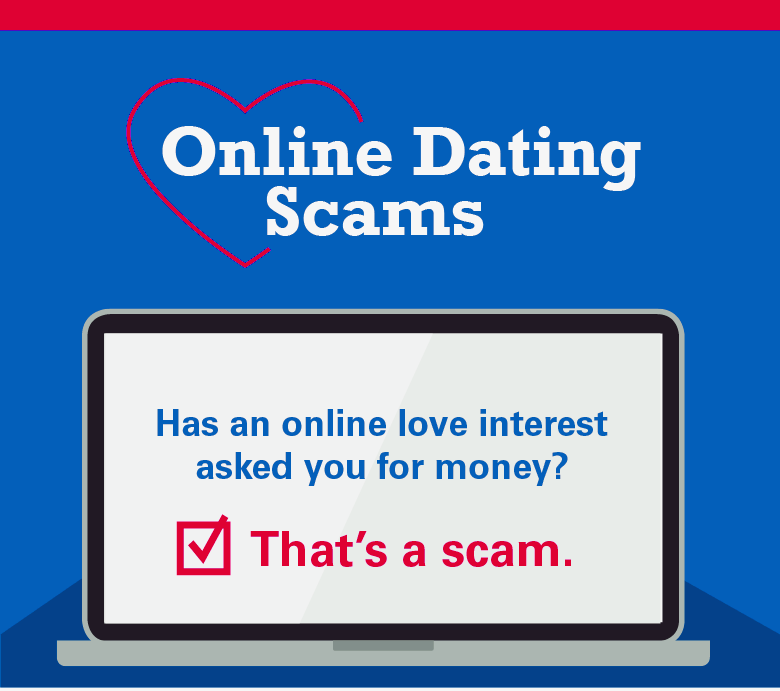 Online Dating
Scams
Has an online love interest
asked you for money?
That’s a scam.